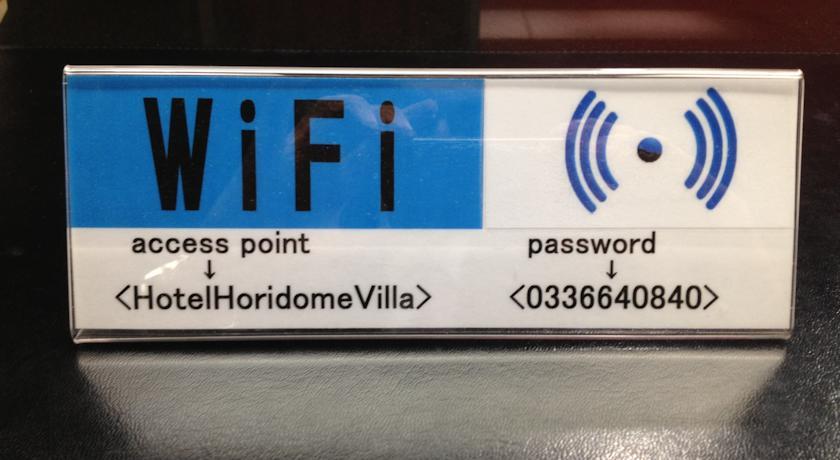 WiFi
access point
password
↓
↓
<HotelHoridomeVilla>
<0336640840>